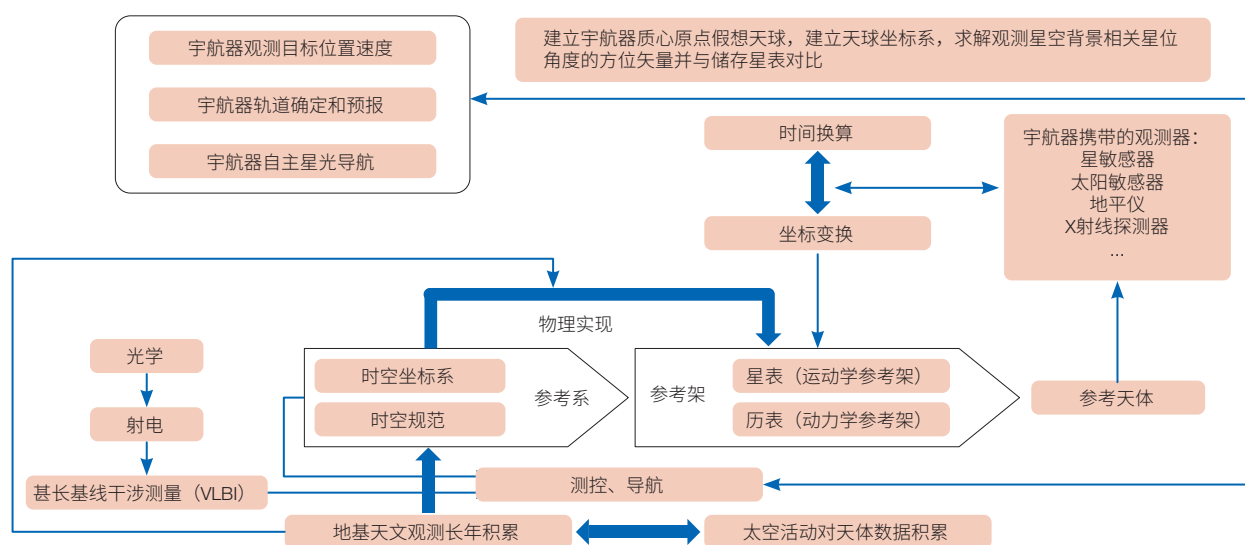 宇航器观测目标位置速度
宇航器轨道确定和预报
宇航器自主星光导航
建立宇航器质心原点假想天球，建立天球坐标系，求解观测星空背景相关星位
角度的方位矢量并与储存星表对比
时间换算
坐标变换
宇航器携带的观测器：
星敏感器
太阳敏感器
地平仪
X射线探测器
...
物理实现
光学
射电
甚长基线干涉测量（VLBI）
时空坐标系
时空规范
参考系
参考架
星表（运动学参考架）
历表（动力学参考架）
参考天体
测控、导航
地基天文观测长年积累
太空活动对天体数据积累